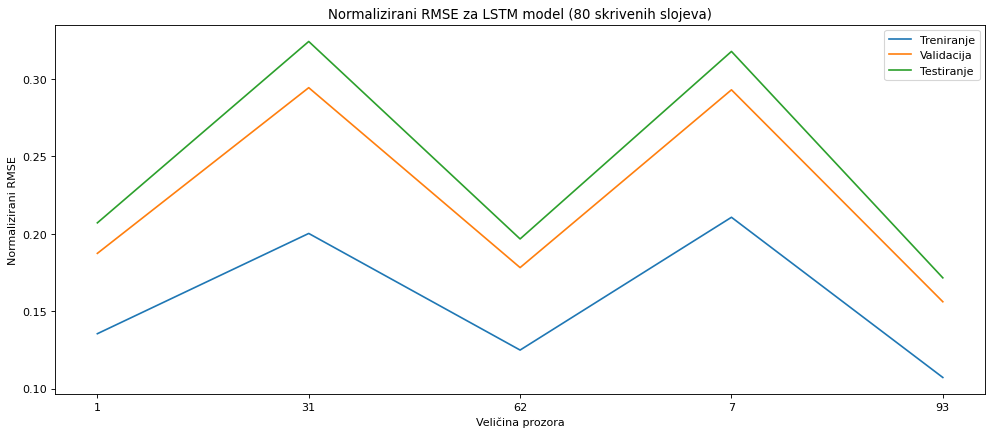 Normalizirani RMSE za LSTM model (80 skrivenih slojeva)
Treniranje
Validacija
Testiranje
Normalizirani RMSE
0.30
0.25
0.20
0.15
0.10
1 31 62 7 93
Veličina prozora